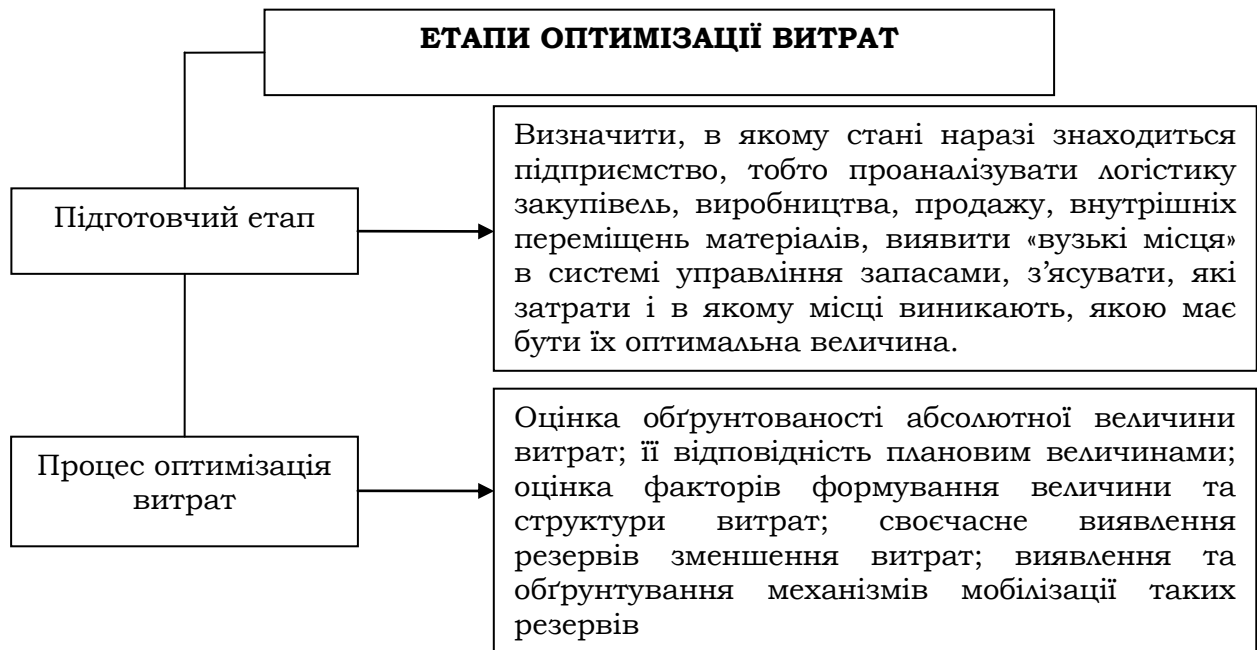 ЕТАПИ ОПТИМІЗАЦІЇ ВИТРАТ
Підготовчий етап
Визначити, в якому стані наразі знаходиться
підприємство, тобто проаналізувати логістику
закупівель, виробництва, продажу, внутрішніх
переміщень матеріалів, виявити «вузькі місця»
в системі управління запасами, з’ясувати, які
затрати і в якому місці виникають, якою має
бути їх оптимальна величина.
Процес оптимізація
витрат
Оцінка обґрунтованості абсолютної величини
витрат; її відповідність плановим величинами;
оцінка факторів формування величини та
структури витрат; своєчасне виявлення
резервів зменшення витрат; виявлення та
обґрунтування механізмів мобілізації таких
резервів